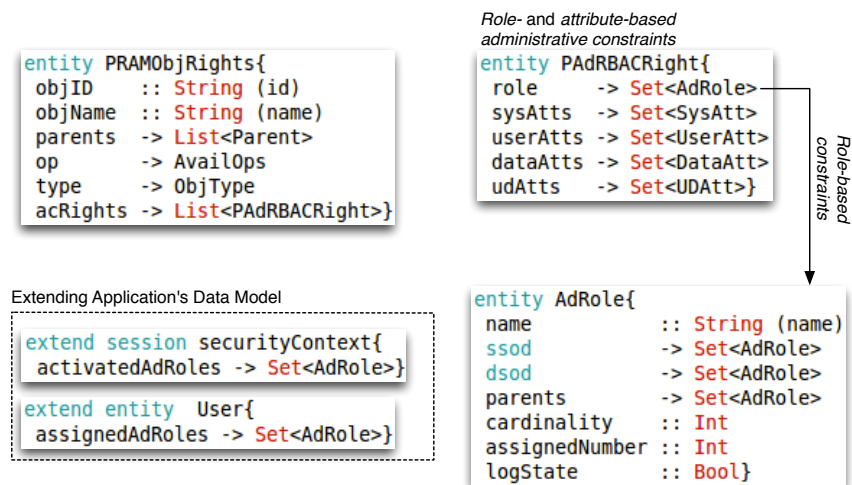 entity PRAMObjRights{
objID :: String (id)
objName :: String (name)
parents -> List<Parent>
op -> AvailOps
type -> ObjType
acRights -> List<PAdRBACRight>}
Role- and attribute-based
administrative constraints
entity PAdRBACRight{
role -> Set<AdRole>
sysAtts -> Set<SysAtt>
userAtts -> Set<UserAtt>
dataAtts -> Set<DataAtt>
udAtts -> Set<UDAtt>}
Role-based
constraints
Extending Application's Data Model
extend session securityContext{
activatedAdRoles -> Set<AdRole>}
extend entity User{
assignedAdRoles -> Set<AdRole>}
entity AdRole{
name :: String (name)
ssod -> Set<AdRole>
dsod -> Set<AdRole>
parents -> Set<AdRole>
cardinality :: Int
assignedNumber :: Int
logState :: Bool}